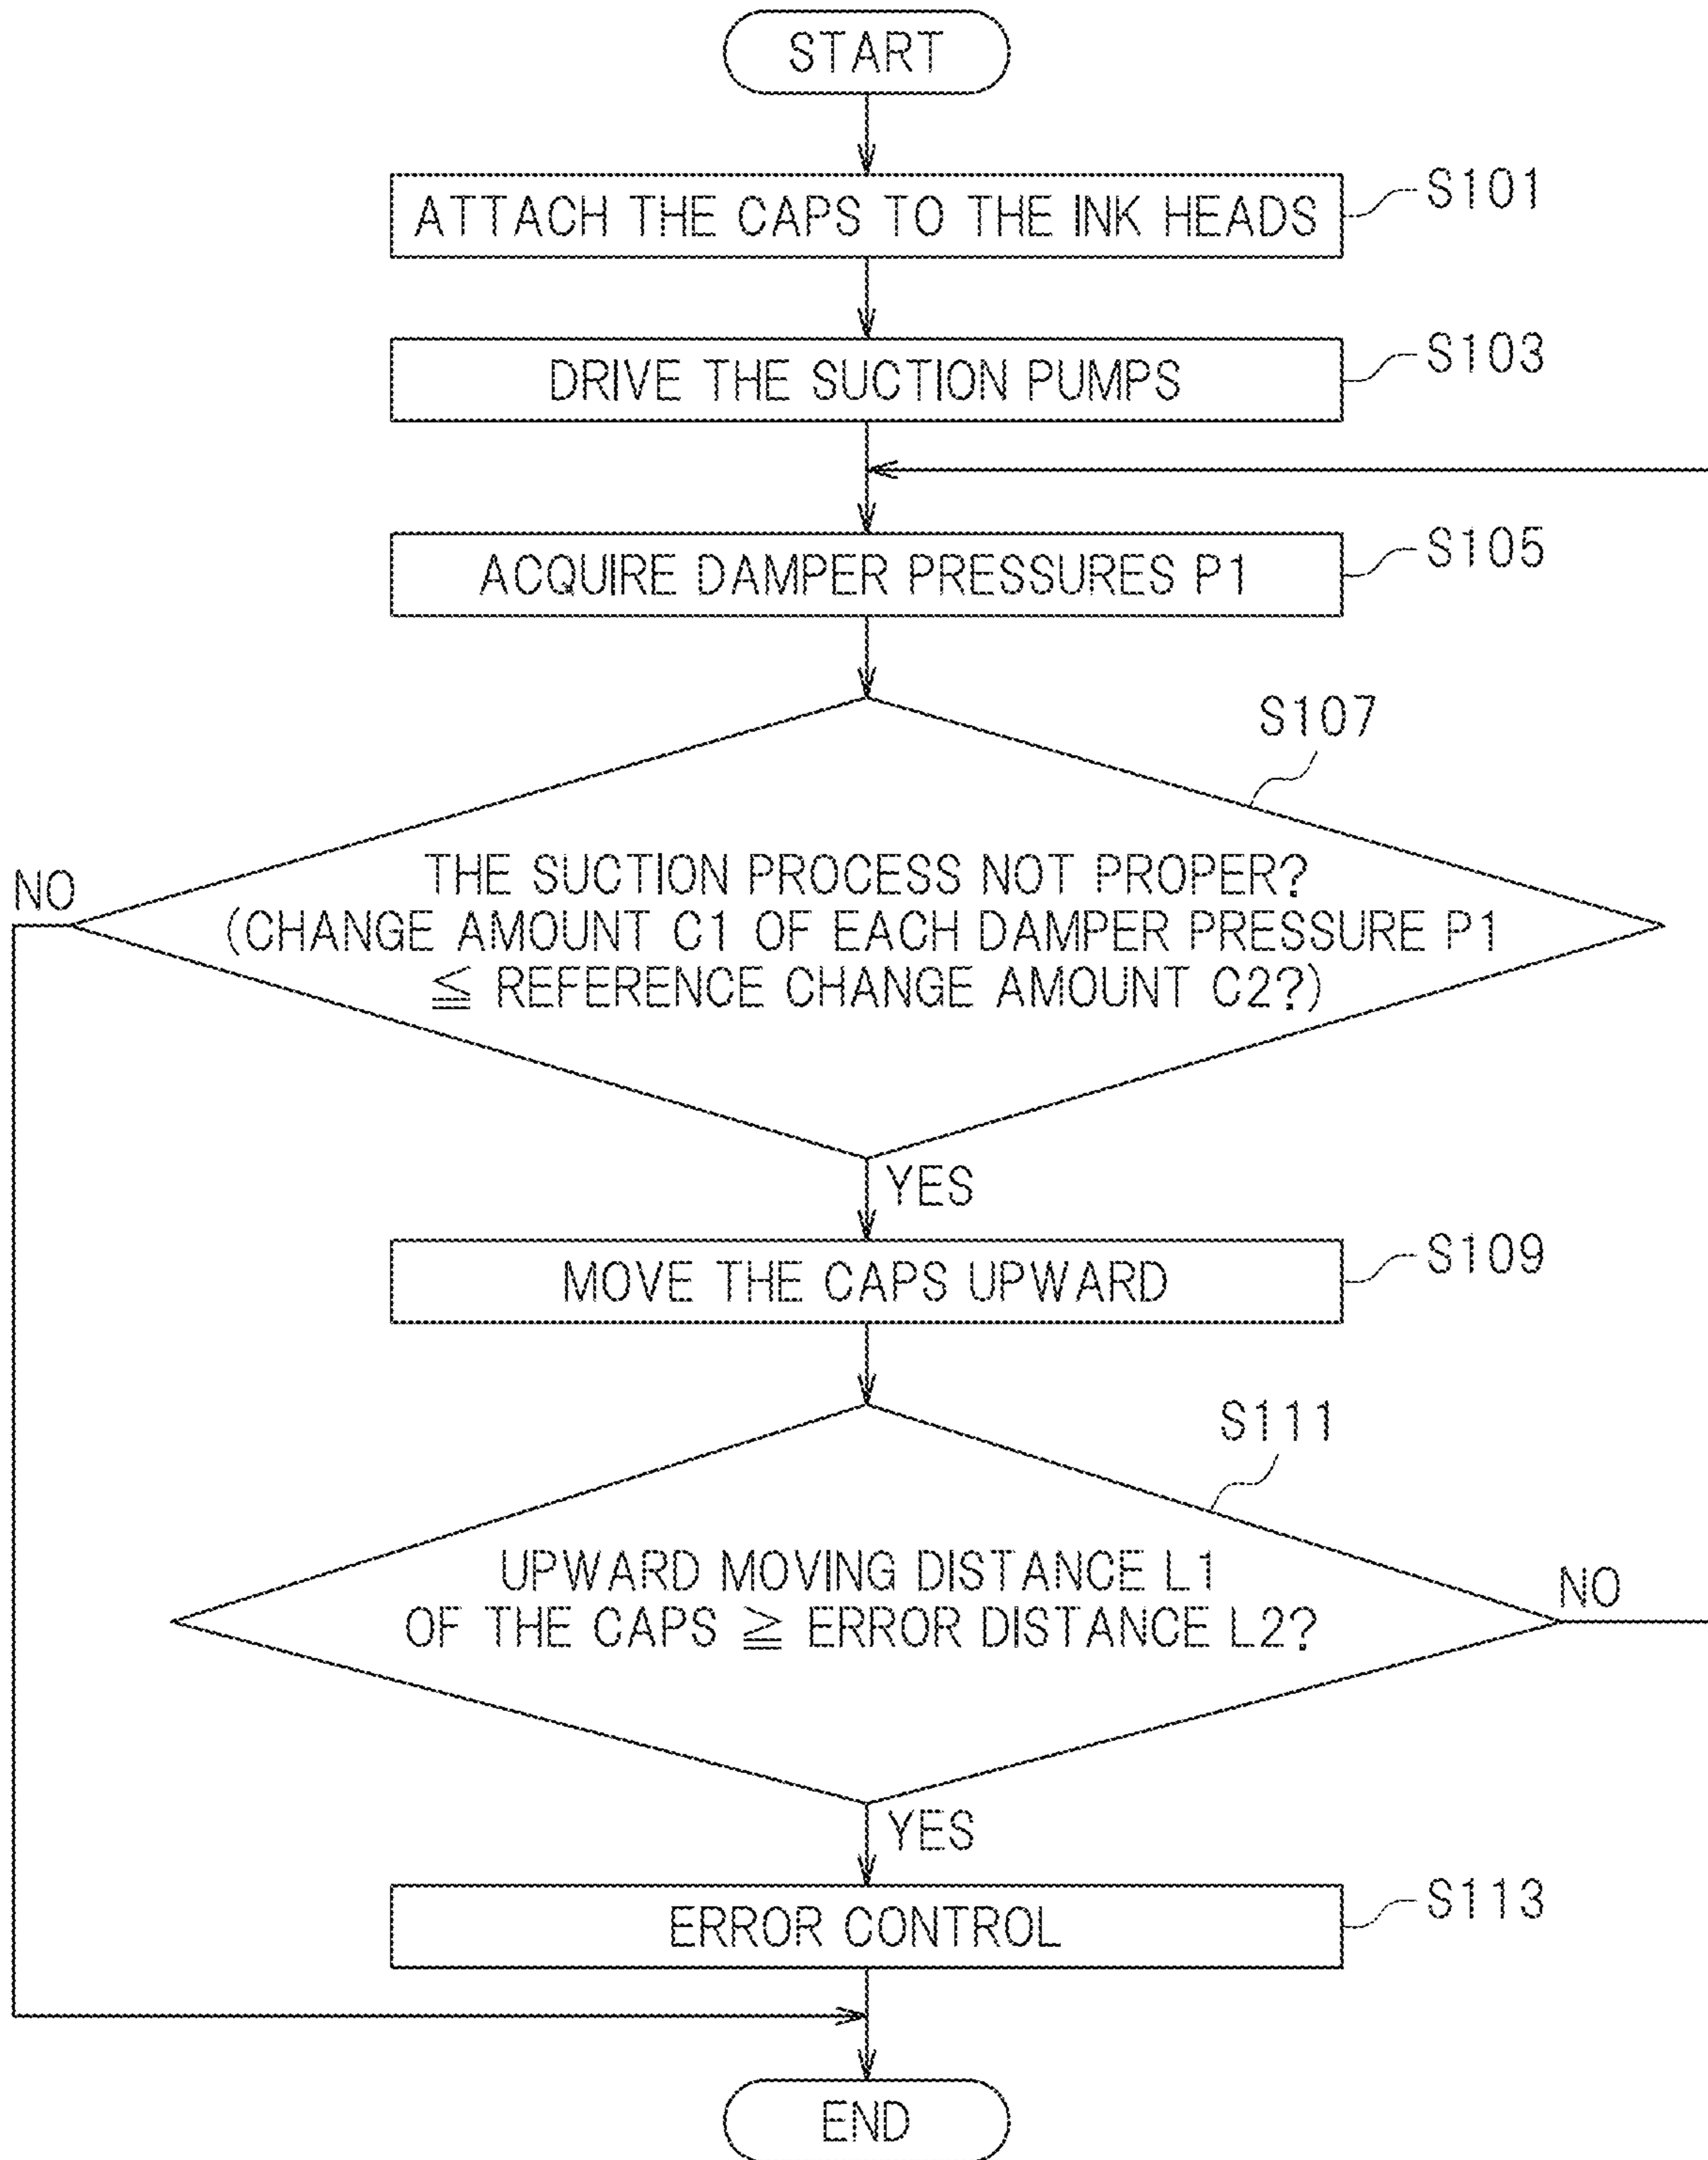 START
ATTACH THE CAPS TO THE INK HEADS
S101
DRIVE THE SUCTION PUMPS
S103
ACQUIRE DAMPER PRESSURES P1
S105
S107
THE SUCTION PROCESS NOT PROPER?
(CHANGE AMOUNT C1 OF EACH DAMPER PRESSURE P1
≦ REFERENCE CHANGE AMOUNT C2?)
NO
YES
MOVE THE CAPS UPWARD
S109
S111
UPWARD MOVING DISTANCE L1
OF THE CAPS ≧ ERROR DISTANCE L2?
NO
YES
ERROR CONTROL
S113
END